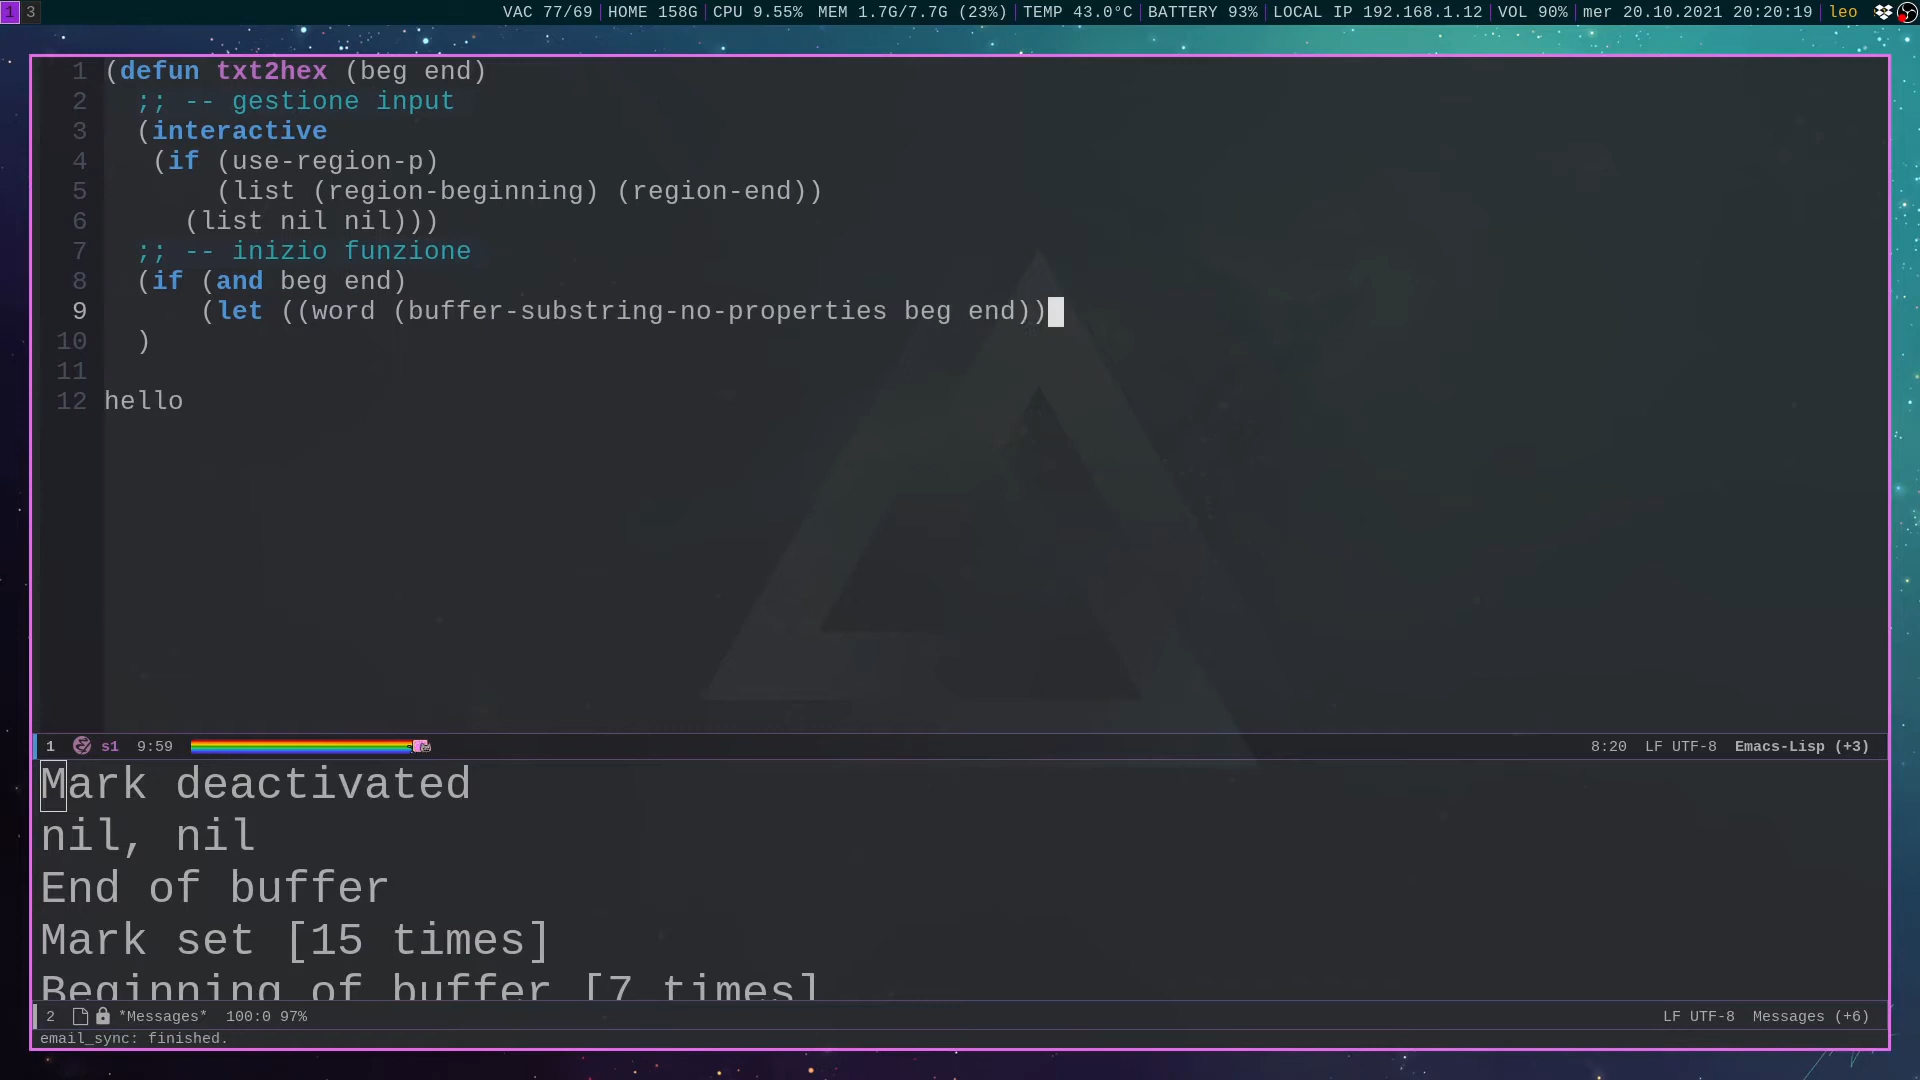 1 3 VAC 77/69 HOME 158G CPU 9.55% MEM 1.7G/7.7G (23%) TEMP 43.0°C BATTERY 93% LOCAL IP 192.168.1.12 VOL 90% mer 20.10.2021 20:20:19 leo
1 (defun txt2hex (beg end)
2   ;; -- gestione input
3   (interactive
4    (if (use-region-p)
5        (list (region-beginning) (region-end))
6      (list nil nil)))
7   ;; -- inizio funzione
8   (if (and beg end)
9       (let ((word (buffer-substring-no-properties beg end))
10   )
11
12 hello
1 s1 9:59 8:20 LF UTF-8 Emacs-Lisp (+3)
Mark deactivated
nil, nil
End of buffer
Mark set [15 times]
Beginning of buffer [7 times]
2 *Messages* 100:0 97% LF UTF-8 Messages (+6)
email_sync: finished.